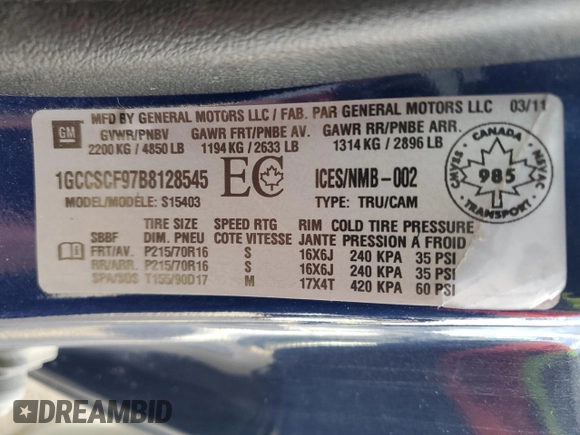 MFD BY GENERAL MOTORS LLC / FAB. PAR GENERAL MOTORS LLC 03/11
GM
GVWR/PNBV GAWR FRT/PNBE AV. GAWR RR/PNBE ARR.
2200 KG / 4850 LB 1194 KG / 2633 LB 1314 KG / 2896 LB
1GCCSCF97B8128545 EC ICES/NMB-002
MODEL/MODÈLE: S15403 TYPE: TRU/CAM
CANADA
CMVSS NSVAC
985
TRANSPORT
TIRE SIZE SPEED RTG RIM COLD TIRE PRESSURE
SBBF DIM. PNEU COTE VITESSE JANTE PRESSION A FROID
FRT/AV. P215/70R16 S 16X6J 240 KPA 35 PSI
RR/ARR. P215/70R16 S 16X6J 240 KPA 35 PSI
SPA/SDS T155/90D17 M 17X4T 420 KPA 60 PSI
DREAMBID